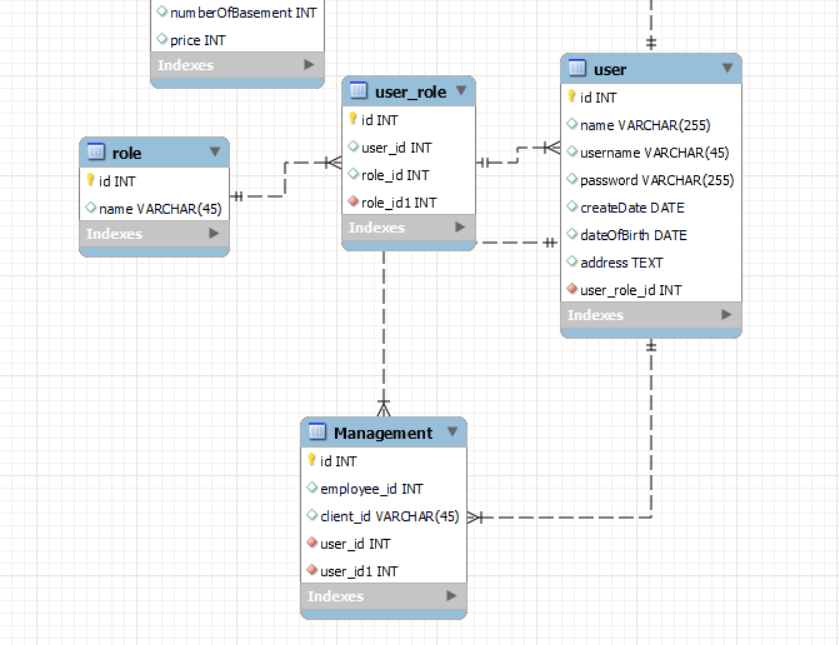 numberOfBasement INT
price INT
Indexes
role
id INT
name VARCHAR(45)
Indexes
user_role
id INT
user_id INT
role_id INT
role_id1 INT
Indexes
user
id INT
name VARCHAR(255)
username VARCHAR(45)
password VARCHAR(255)
createDate DATE
dateOfBirth DATE
address TEXT
user_role_id INT
Indexes
Management
id INT
employee_id INT
client_id VARCHAR(45)
user_id INT
user_id1 INT
Indexes